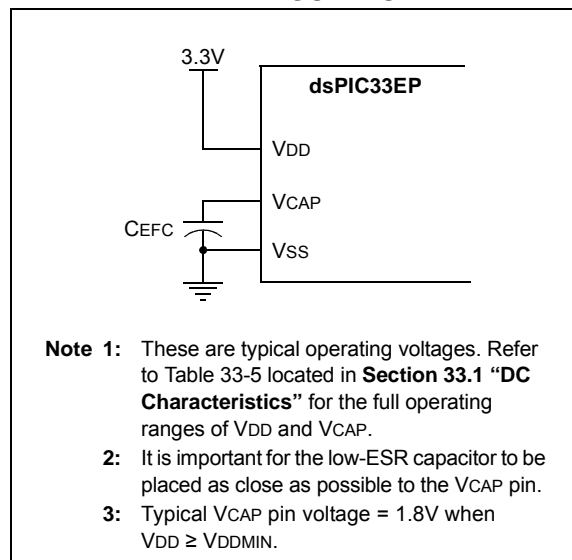 3.3V
dsPIC33EP
VDD
VCAP
CEFC
VSS
Note 1: These are typical operating voltages. Refer
to Table 33-5 located in Section 33.1 “DC
Characteristics” for the full operating
ranges of VDD and VCAP.
2: It is important for the low-ESR capacitor to be
placed as close as possible to the VCAP pin.
3: Typical VCAP pin voltage = 1.8V when
VDD ≥ VDDMIN.